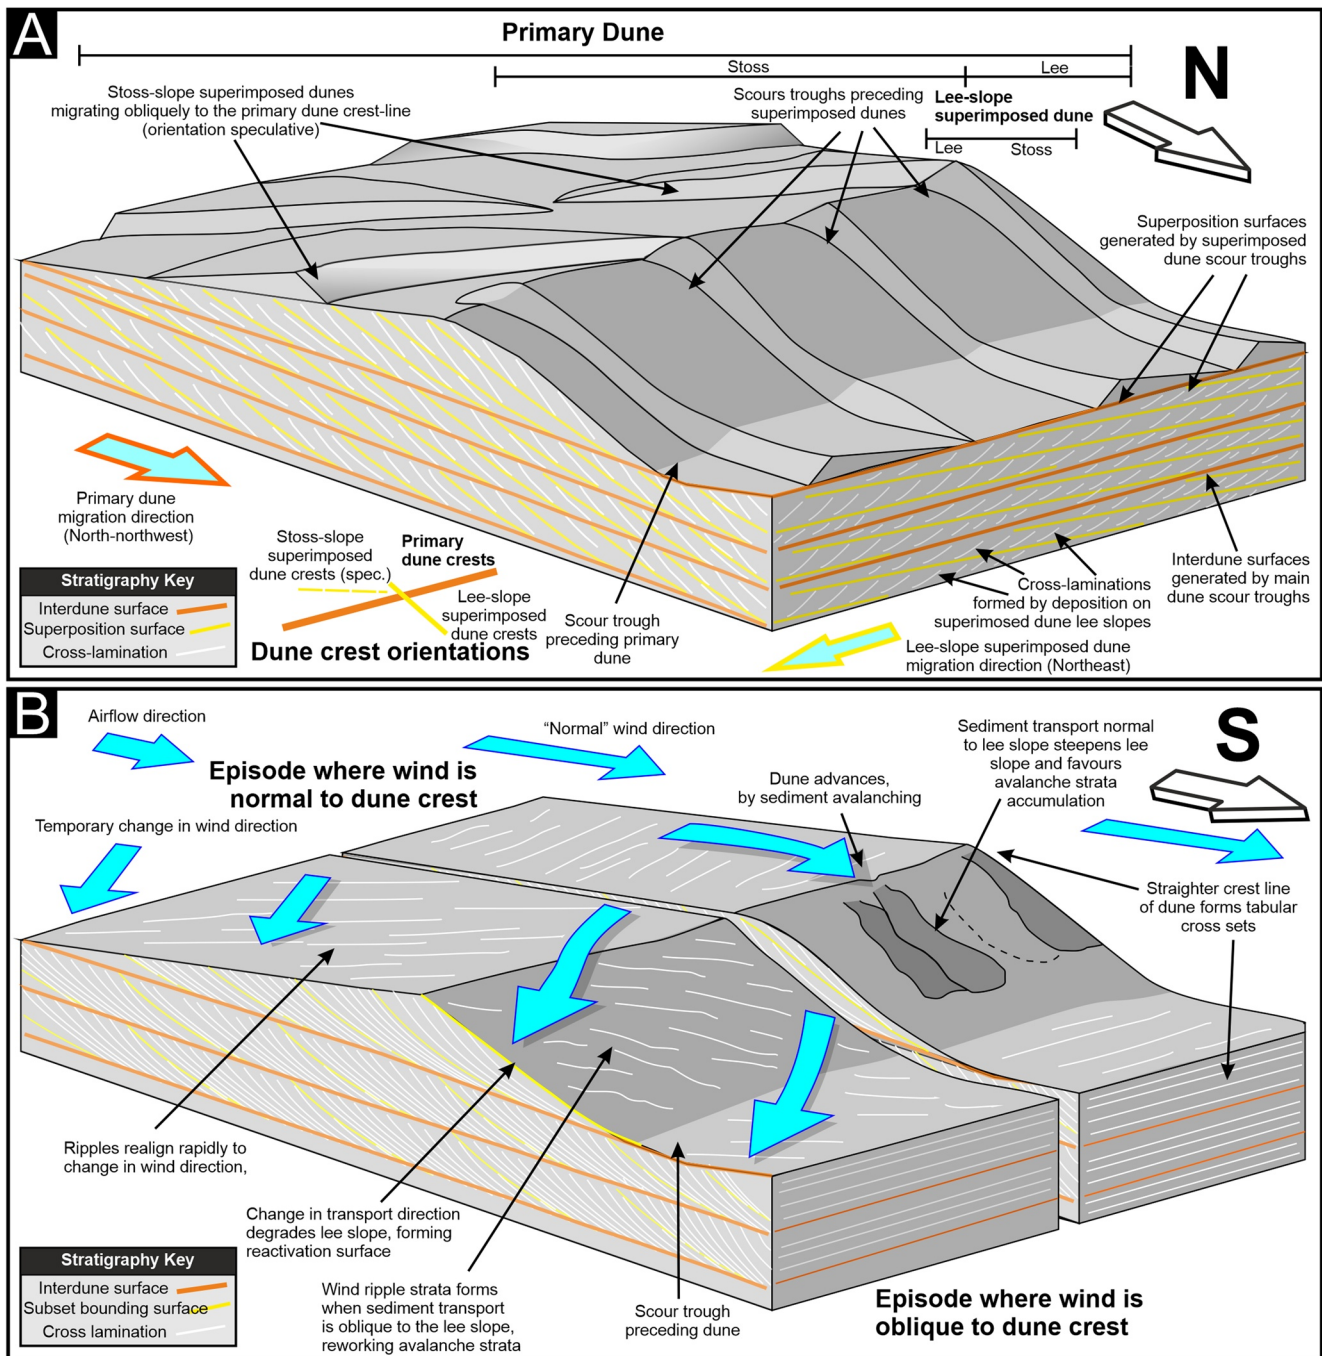 A
Primary Dune
Stoss
Lee
N
Stoss-slope superimposed dunes
migrating obliquely to the primary dune crest-line
(orientation speculative)
Scours troughs preceding
superimposed dunes
Lee-slope
superimposed dune
Lee
Stoss
Superposition surfaces
generated by superimposed
dune scour troughs
Primary dune
migration direction
(North-northwest)
Stratigraphy Key
Interdune surface
Superposition surface
Cross-lamination
Stoss-slope
superimposed
dune crests (spec.)
Primary
dune crests
Lee-slope
superimposed
dune crests
Dune crest orientations
Scour trough
preceding primary
dune
Cross-laminations
formed by deposition on
superimosed dune lee slopes
Interdune surfaces
generated by main
dune scour troughs
Lee-slope superimposed dune
migration direction (Northeast)
B
Airflow direction
"Normal" wind direction
Episode where wind is
normal to dune crest
Temporary change in wind direction
Dune advances,
by sediment avalanching
Sediment transport normal
to lee slope steepens lee
slope and favours
avalanche strata
accumulation
S
Straighter crest line
of dune forms tabular
cross sets
Ripples realign rapidly to
change in wind direction,
Change in transport direction
degrades lee slope, forming
reactivation surface
Wind ripple strata forms
when sediment transport
is oblique to the lee slope,
reworking avalanche strata
Scour trough
preceding dune
Episode where wind is
oblique to dune crest
Stratigraphy Key
Interdune surface
Subset bounding surface
Cross lamination